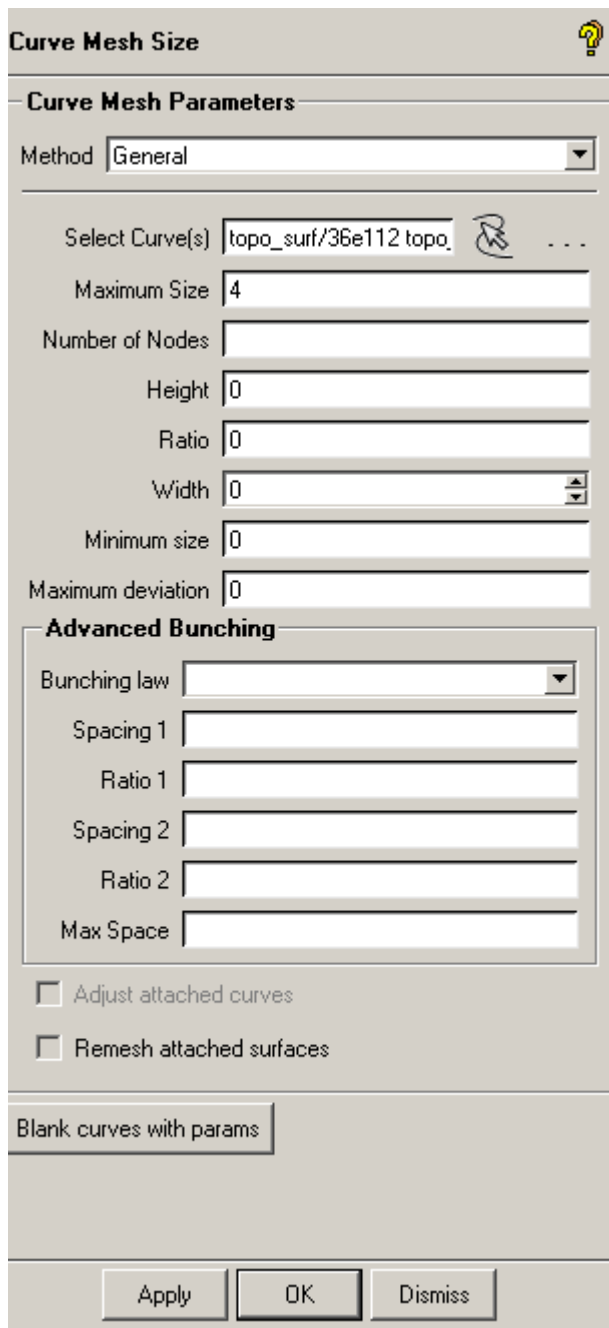 Curve Mesh Size
Curve Mesh Parameters
Method General
Select Curve(s) topo_surf/36e112 topo_ ...
Maximum Size 4
Number of Nodes
Height 0
Ratio 0
Width 0
Minimum size 0
Maximum deviation 0
Advanced Bunching
Bunching law
Spacing 1
Ratio 1
Spacing 2
Ratio 2
Max Space
Adjust attached curves
Remesh attached surfaces
Blank curves with params
Apply OK Dismiss